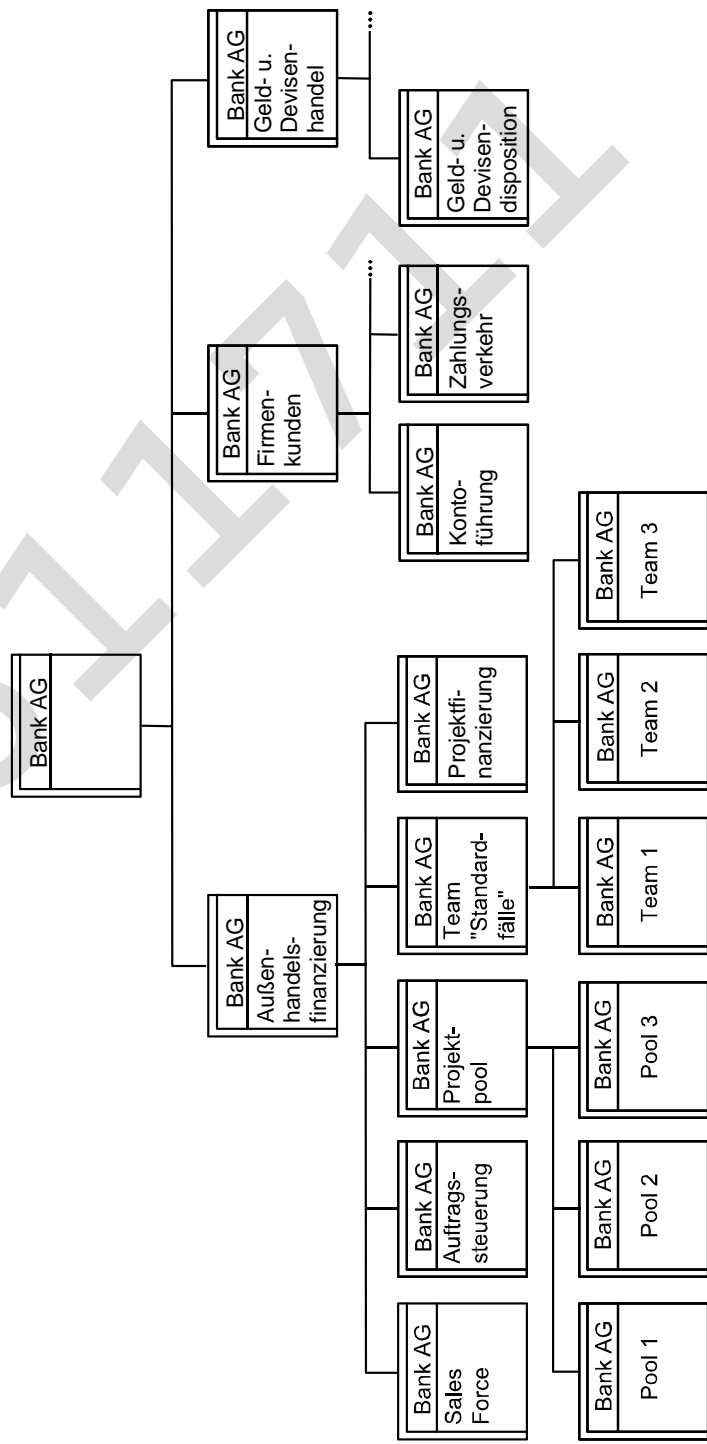 Bank AG
Bank AG
Außen-
handels-
finanzierung
Bank AG
Firmen-
kunden
Bank AG
Geld- u.
Devisen-
handel
Bank AG
Sales
Force
Bank AG
Auftrags-
steuerung
Bank AG
Projekt-
pool
Bank AG
Team
"Standard-
fälle"
Bank AG
Projektfi-
nanzierung
Bank AG
Konto-
führung
Bank AG
Zahlungs-
verkehr
....
Bank AG
Geld- u.
Devisen-
disposition
....
Bank AG
Pool 1
Bank AG
Pool 2
Bank AG
Pool 3
Bank AG
Team 1
Bank AG
Team 2
Bank AG
Team 3
11711